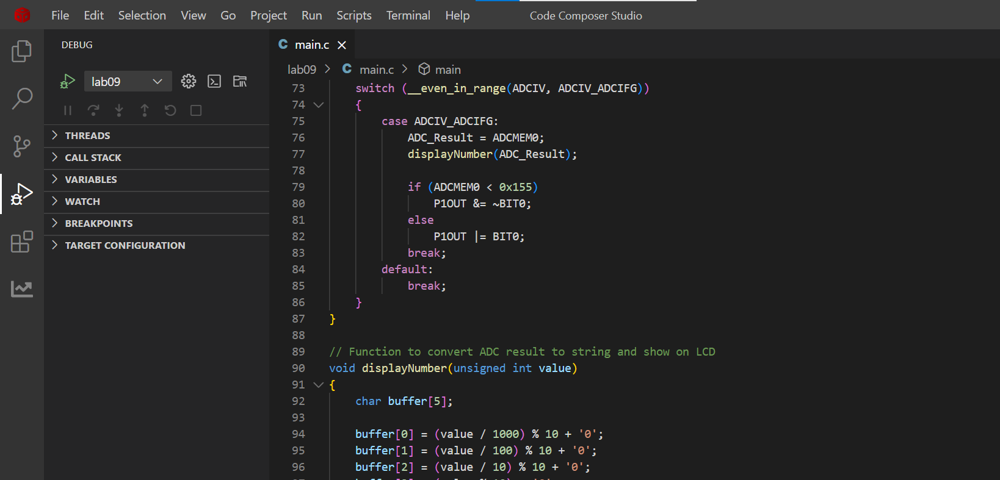 File Edit Selection View Go Project Run Scripts Terminal Help Code Composer Studio
DEBUG
lab09
THREADS
CALL STACK
VARIABLES
WATCH
BREAKPOINTS
TARGET CONFIGURATION
C main.c
lab09 > C main.c > main
73 switch (__even_in_range(ADCIV, ADCIV_ADCIFG))
74 {
75 case ADCIV_ADCIFG:
76 ADC_Result = ADCMEM0;
77 displayNumber(ADC_Result);
78
79 if (ADCMEM0 < 0x155)
80 P1OUT &= ~BIT0;
81 else
82 P1OUT |= BIT0;
83 break;
84 default:
85 break;
86 }
87 }
88
89 // Function to convert ADC result to string and show on LCD
90 void displayNumber(unsigned int value)
91 {
92 char buffer[5];
93
94 buffer[0] = (value / 1000) % 10 + '0';
95 buffer[1] = (value / 100) % 10 + '0';
96 buffer[2] = (value / 10) % 10 + '0';